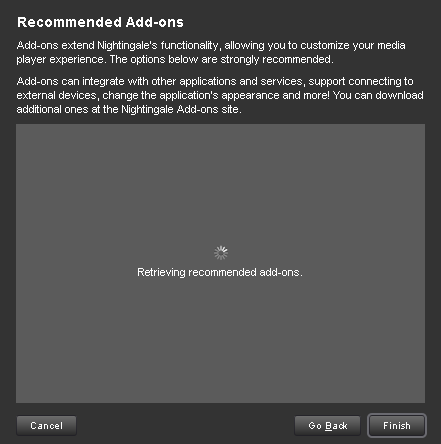 Recommended Add-ons
Add-ons extend Nightingale's functionality, allowing you to customize your media
player experience. The options below are strongly recommended.
Add-ons can integrate with other applications and services, support connecting to
external devices, change the application's appearance and more! You can download
additional ones at the Nightingale Add-ons site.
Retrieving recommended add-ons.
Cancel
Go Back
Finish